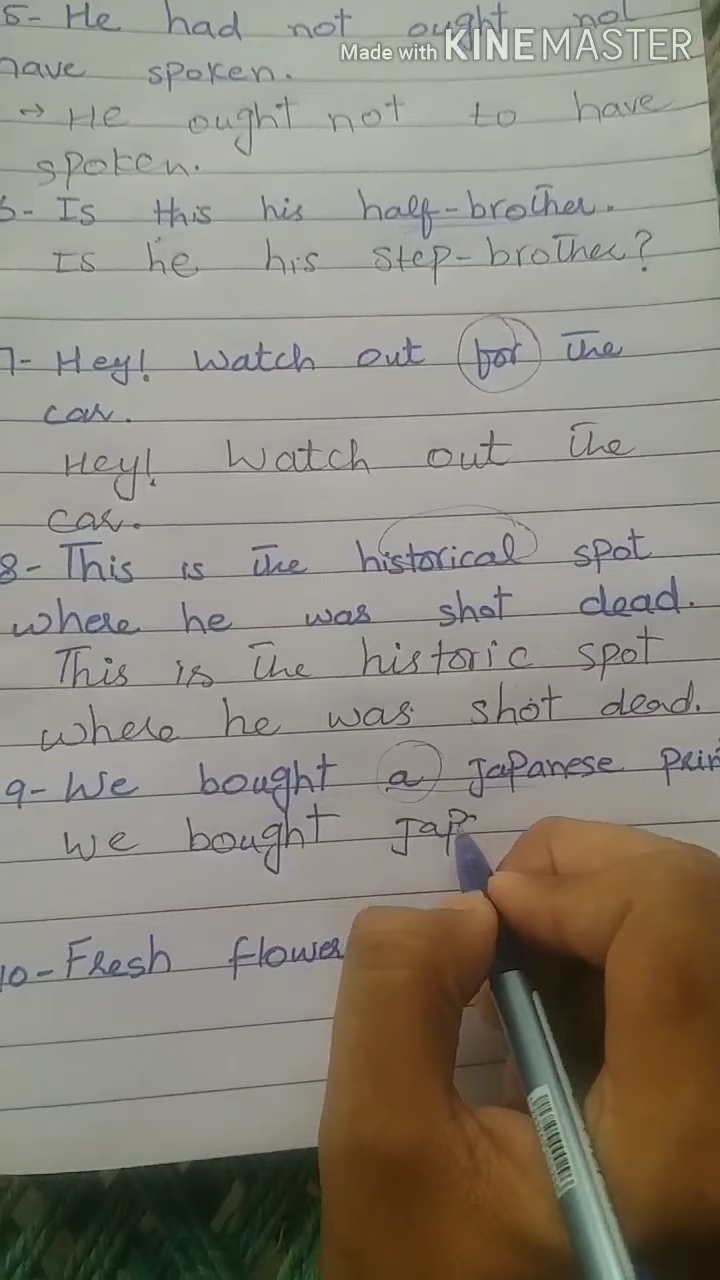 5- He had not ought not
Made with KINEMASTER
have spoken.
→ He ought not to have
spoken.
6- Is this his half-brother.
Is he his step-brother?
7- Hey! Watch out for the
car.
Hey! Watch out the
car.
8- This is the historical spot
where he was shot dead.
This is the historic spot
where he was shot dead.
9- We bought a Japanese
We bought Jap
10- Fresh flower